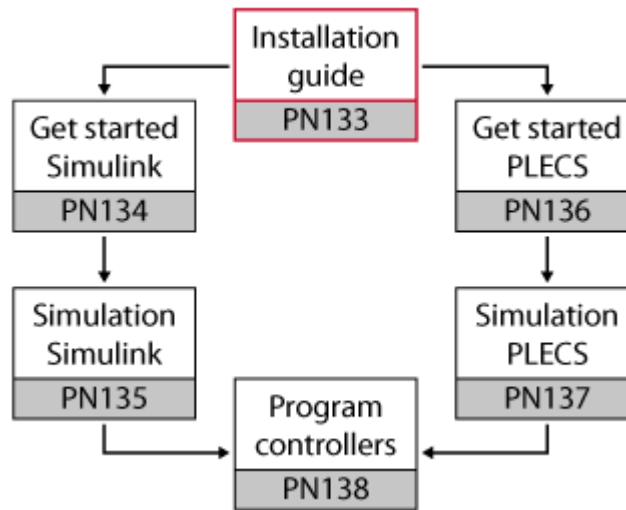 Installation
guide
PN133
Get started
Simulink
PN134
Get started
PLECS
PN136
Simulation
Simulink
PN135
Simulation
PLECS
PN137
Program
controllers
PN138